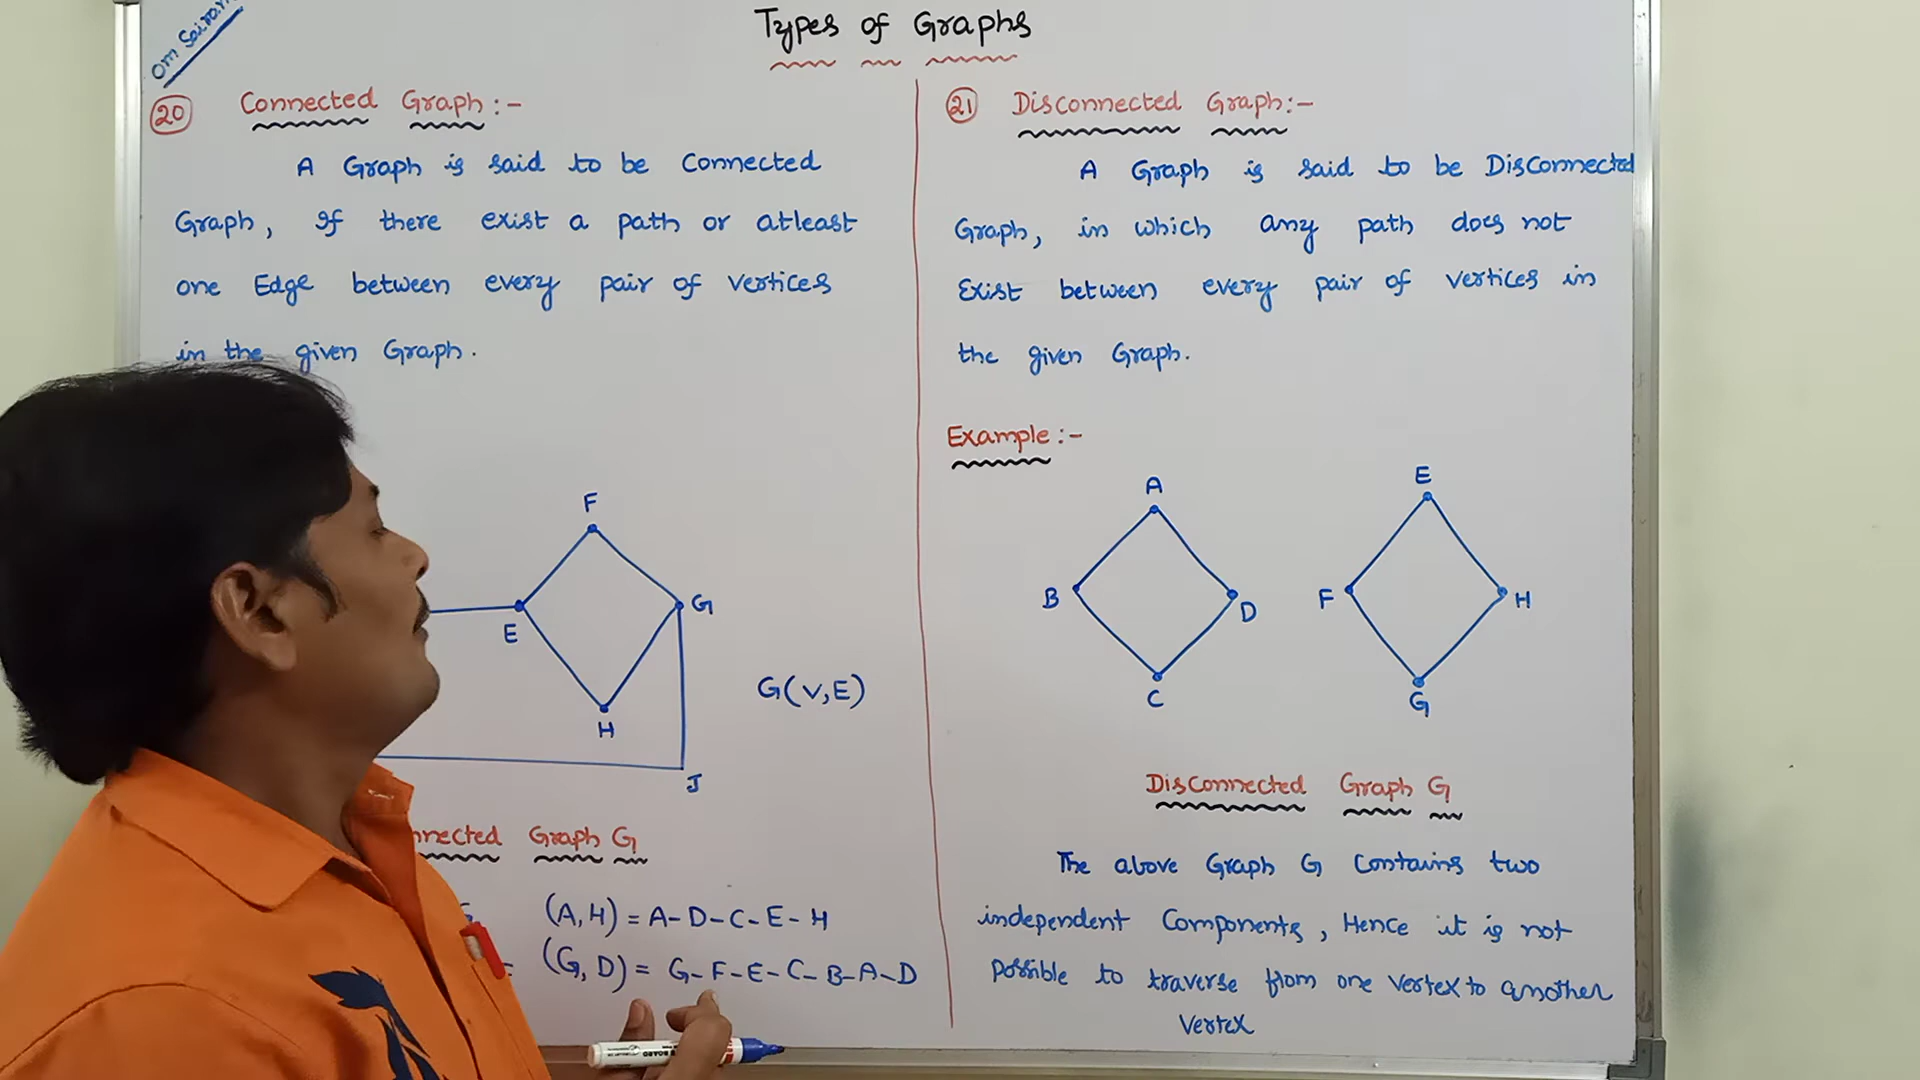 Om Sairam
Types of Graphs
20 Connected Graph:-
A Graph is said to be Connected
Graph, If there exist a path or atleast
one Edge between every pair of vertices
in the given Graph.
F
G
E
H
J
G(V,E)
nnected Graph G
(A,H) = A-D-C-E-H
= (G,D) = G-F-E-C-B-A-D
21 Disconnected Graph:-
A Graph is said to be Disconnected
Graph, in which any path does not
Exist between every pair of vertices in
the given Graph.
Example:-
A
B
D
C
E
F
H
G
Disconnected Graph G
The above Graph G Contains two
independent Components, Hence it is not
possible to traverse from one vertex to another
vertex